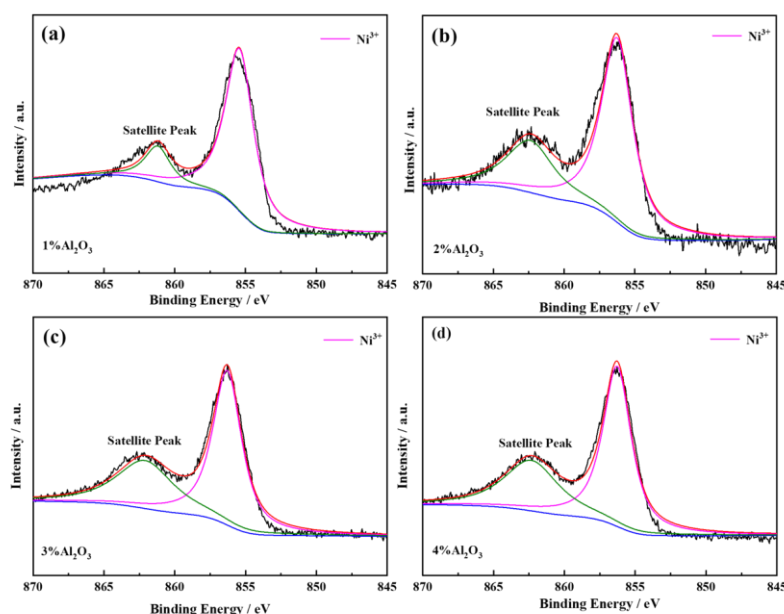 (a)
Ni³⁺
Satellite Peak
1%Al₂O₃
Intensity / a.u.
870 865 860 855 850 845
Binding Energy / eV
(b)
Ni³⁺
Satellite Peak
2%Al₂O₃
Intensity / a.u.
870 865 860 855 850 845
Binding Energy / eV
(c)
Ni³⁺
Satellite Peak
3%Al₂O₃
Intensity / a.u.
870 865 860 855 850 845
Binding Energy / eV
(d)
Ni³⁺
Satellite Peak
4%Al₂O₃
Intensity / a.u.
870 865 860 855 850 845
Binding Energy / eV